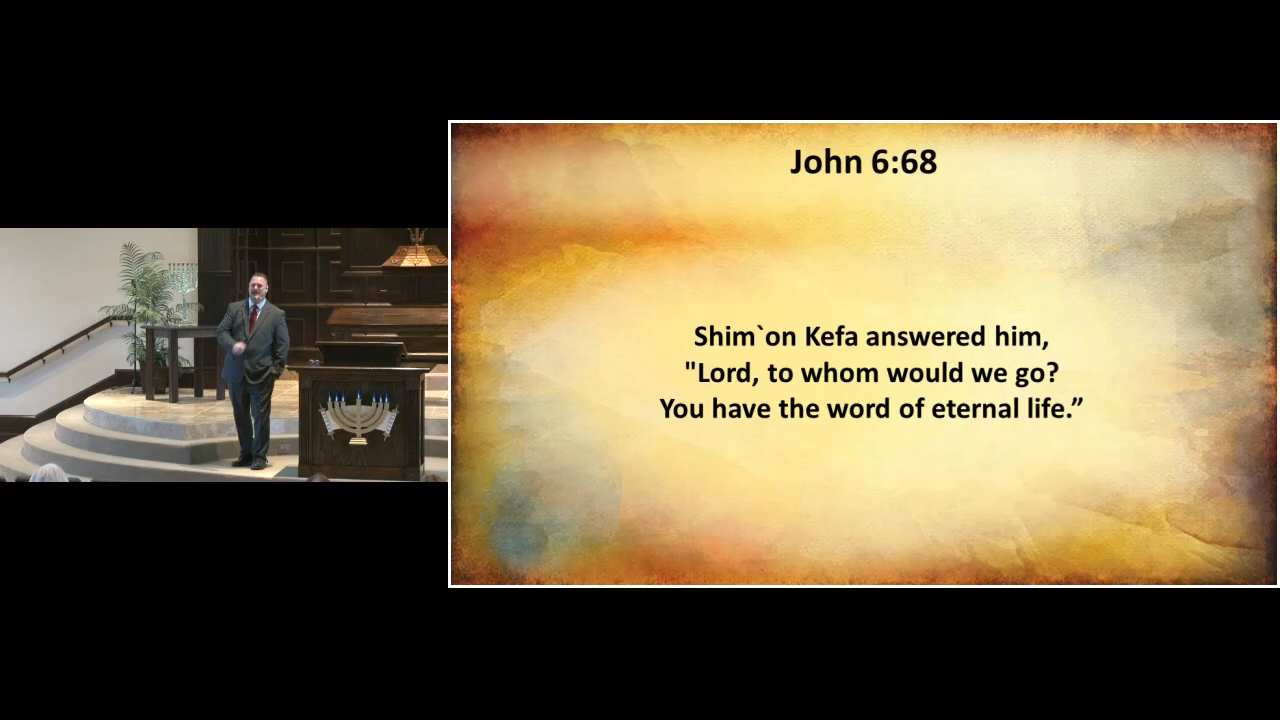 John 6:68
Shim`on Kefa answered him,
"Lord, to whom would we go?
You have the word of eternal life.”